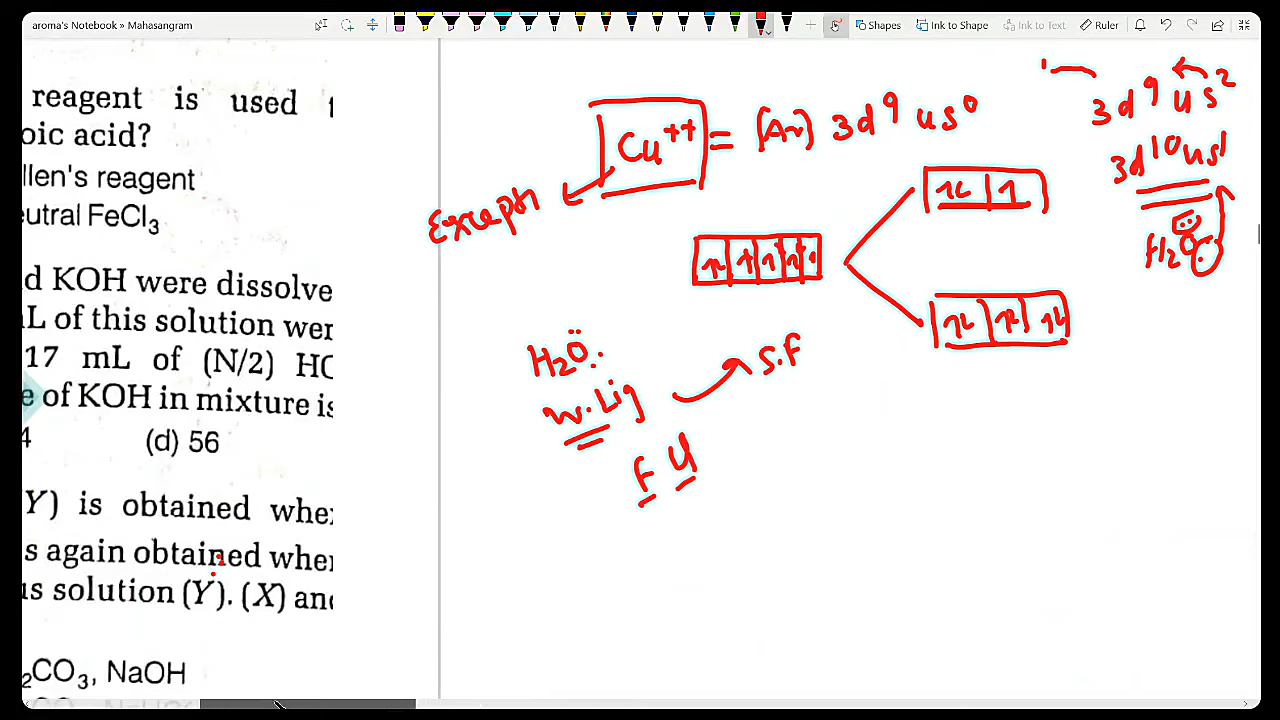 aroma's Notebook » Mahasangram
Shapes
Ink to Shape
Ink to Text
Ruler
reagent is used
oic acid?
llen's reagent
eutral FeCl3
d KOH were dissolve
L of this solution wer
17 mL of (N/2) HC
e of KOH in mixture is
4 (d) 56
Y) is obtained whe
s again obtained whe
us solution (Y). (X) an
2CO3, NaOH
Cu++ = [Ar] 3d9 4s0
3d9 4s2
3d10 4s1
H2O
H2Ö:
W.Lig
S.F